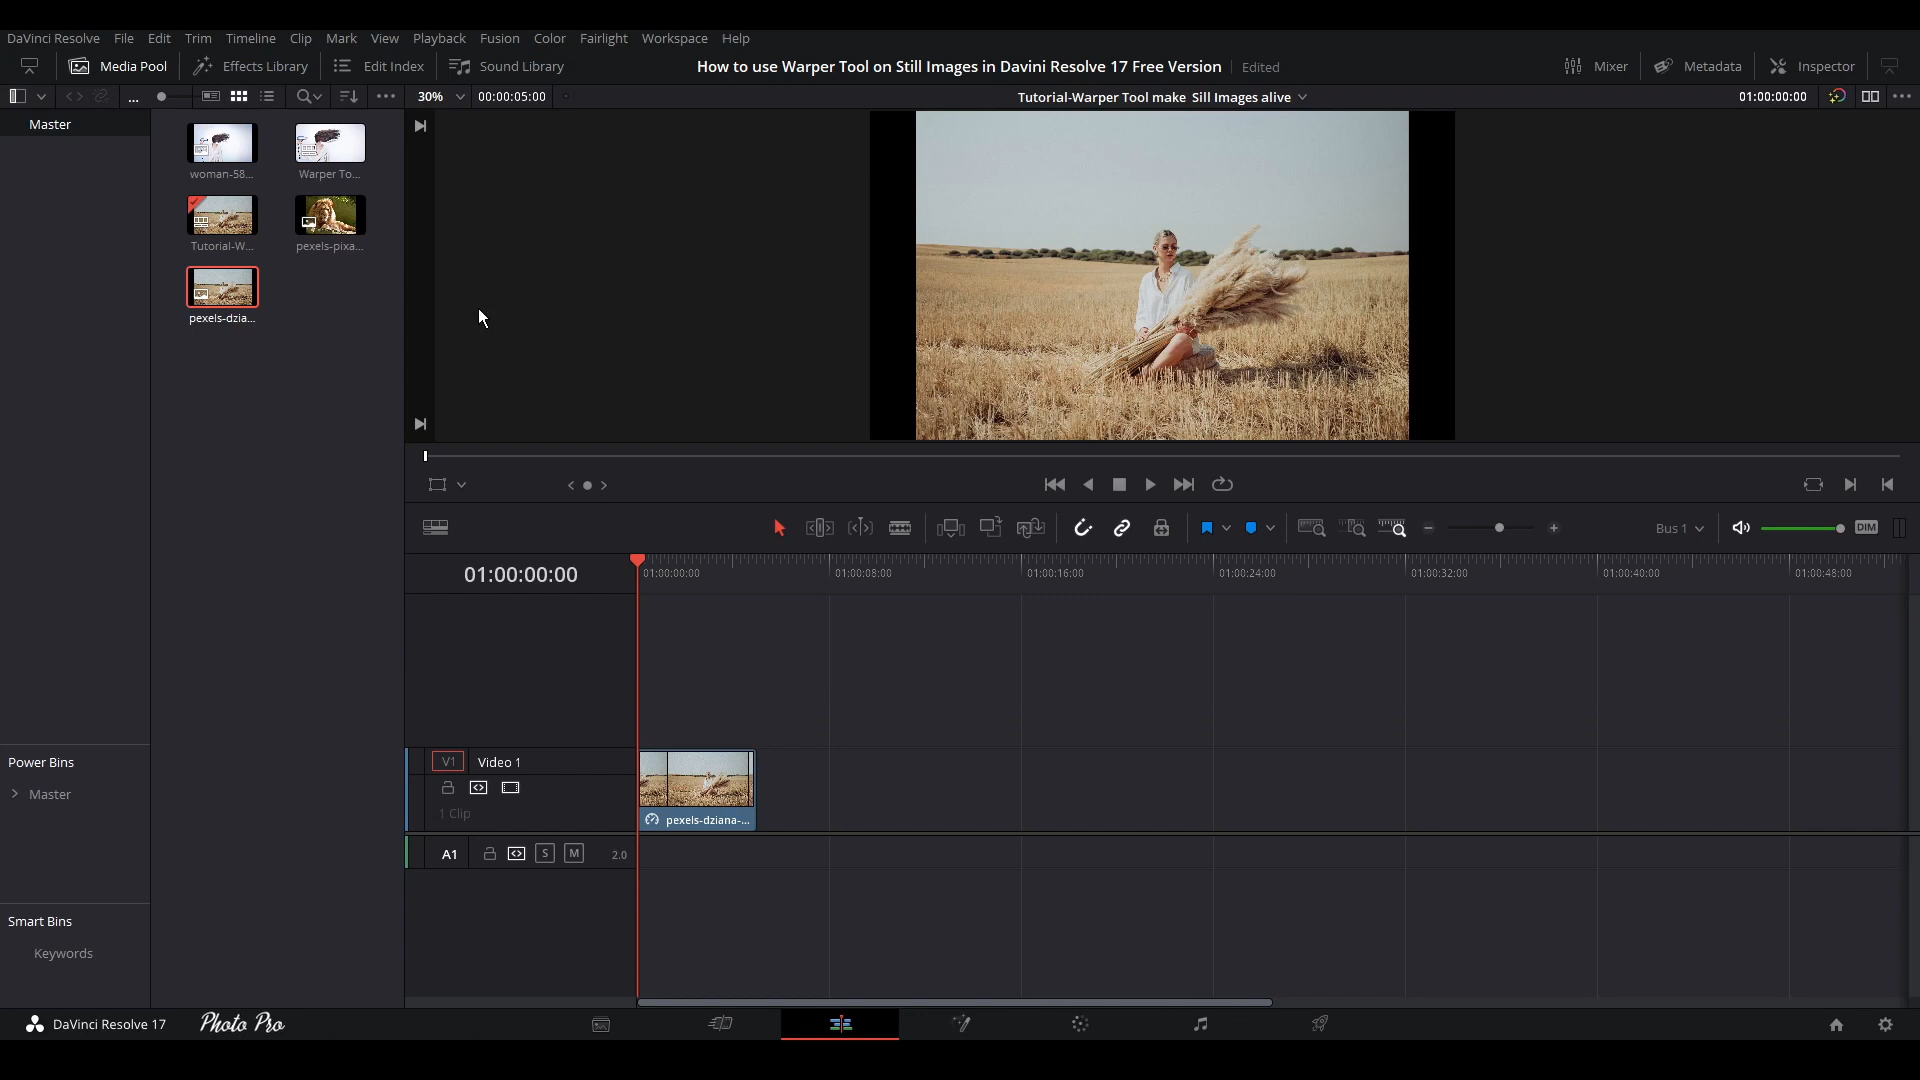 DaVinci Resolve File Edit Trim Timeline Clip Mark View Playback Fusion Color Fairlight Workspace Help
Media Pool Effects Library Edit Index Sound Library How to use Warper Tool on Still Images in Davini Resolve 17 Free Version Edited Mixer Metadata Inspector
... 30% 00:00:05:00 Tutorial-Warper Tool make Sill Images alive 01:00:00:00
Master
woman-58... Warper To...
Tutorial-W... pexels-pixa...
pexels-dzia...
Bus 1 DIM
01:00:00:00 01:00:00:00 01:00:08:00 01:00:16:00 01:00:24:00 01:00:32:00 01:00:40:00 01:00:48:00
V1 Video 1
1 Clip
pexels-dziana-...
A1 S M 2.0
Power Bins
Master
Smart Bins
Keywords
DaVinci Resolve 17 Photo Pro